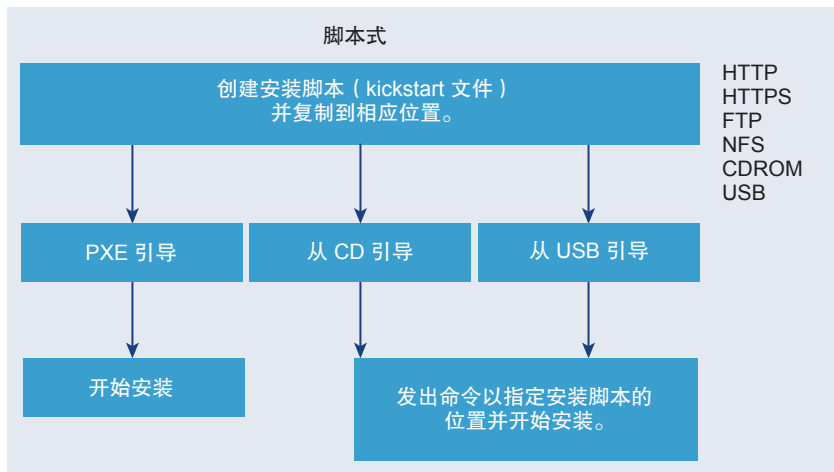 脚本式
创建安装脚本（kickstart 文件）
并复制到相应位置。
HTTP
HTTPS
FTP
NFS
CDROM
USB
PXE 引导
从 CD 引导
从 USB 引导
开始安装
发出命令以指定安装脚本的
位置并开始安装。